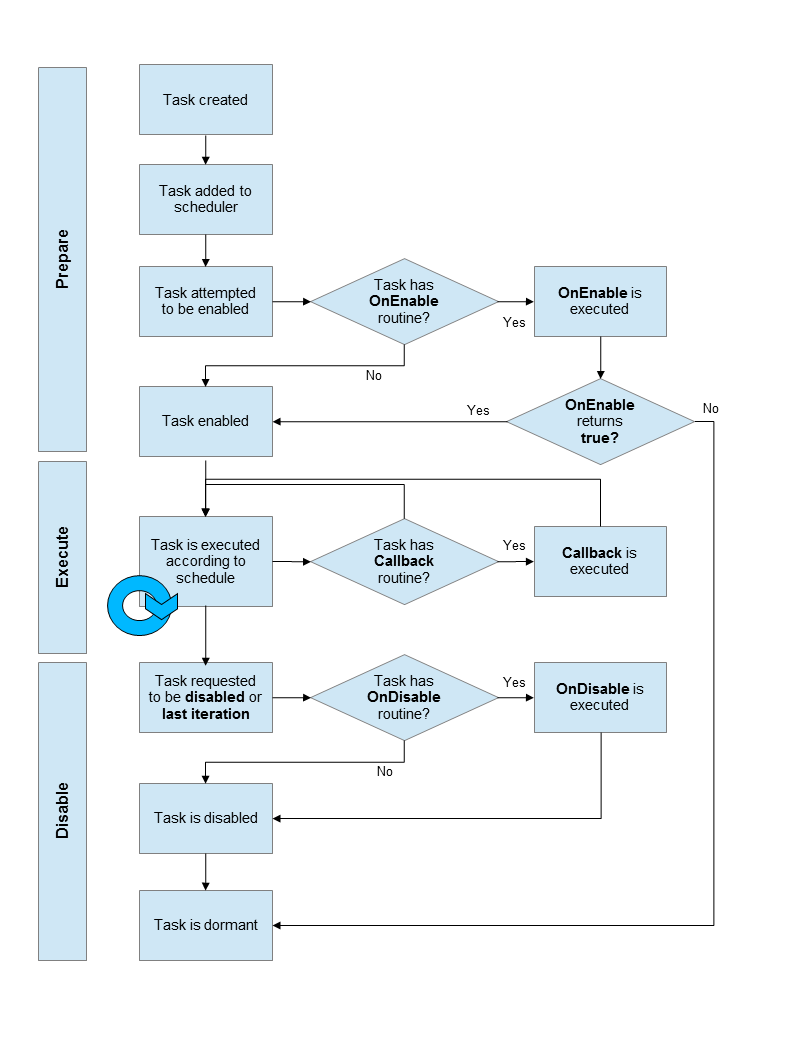 Prepare
Task created
Task added to
scheduler
Task attempted
to be enabled
Task has
OnEnable
routine?
Yes
OnEnable is
executed
No
Task enabled
Yes
OnEnable
returns
true?
No
Execute
Task is executed
according to
schedule
Task has
Callback
routine?
Yes
Callback is
executed
Disable
Task requested
to be disabled or
last iteration
Task has
OnDisable
routine?
Yes
OnDisable is
executed
No
Task is disabled
Task is dormant